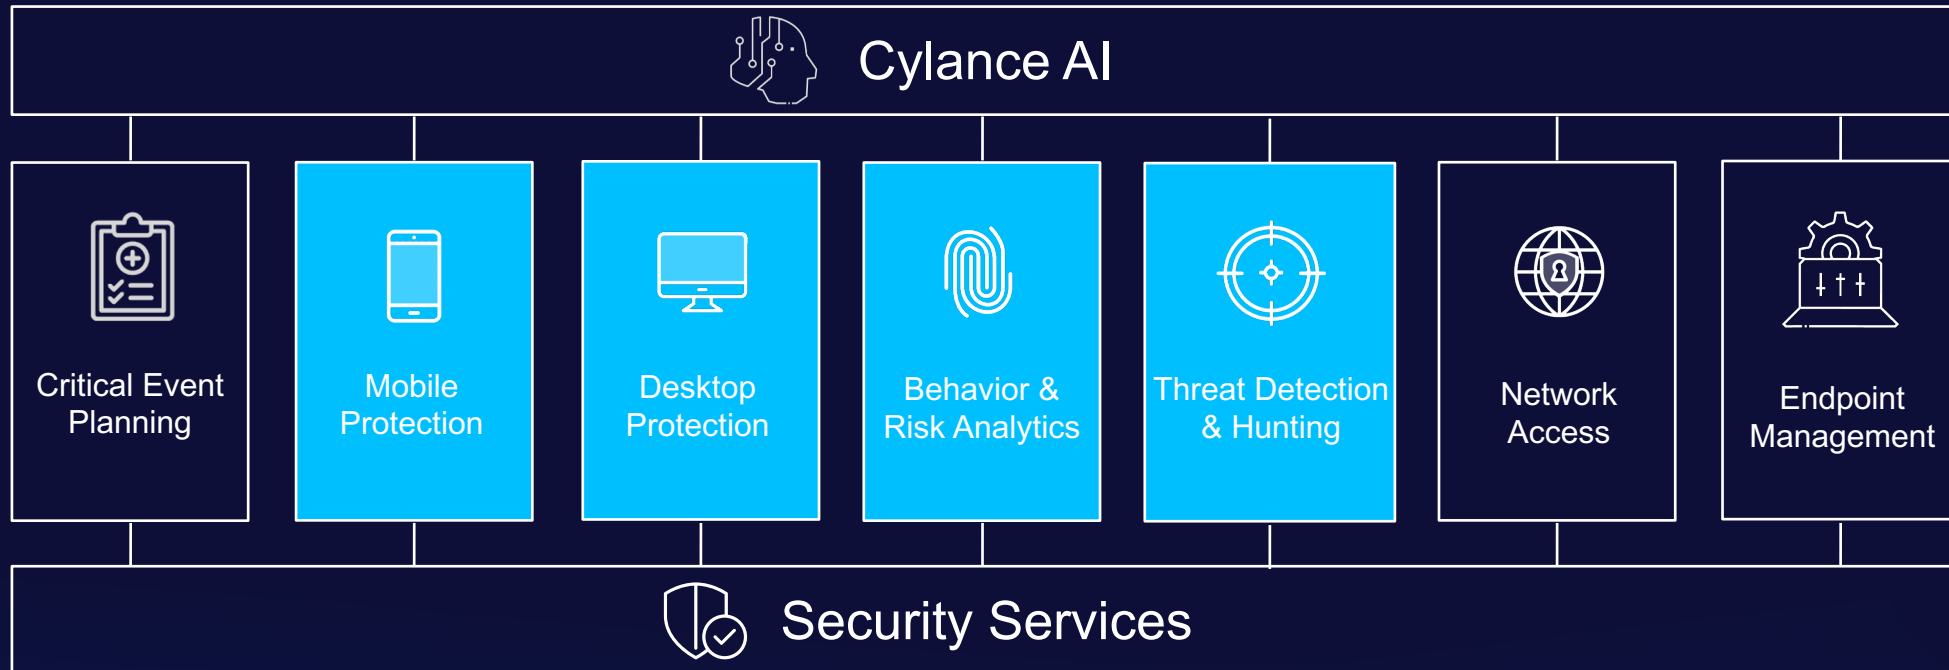 Cylance AI
Critical Event
Planning
Mobile
Protection
Desktop
Protection
Behavior &
Risk Analytics
Threat Detection
& Hunting
Network
Access
Endpoint
Management
Security Services